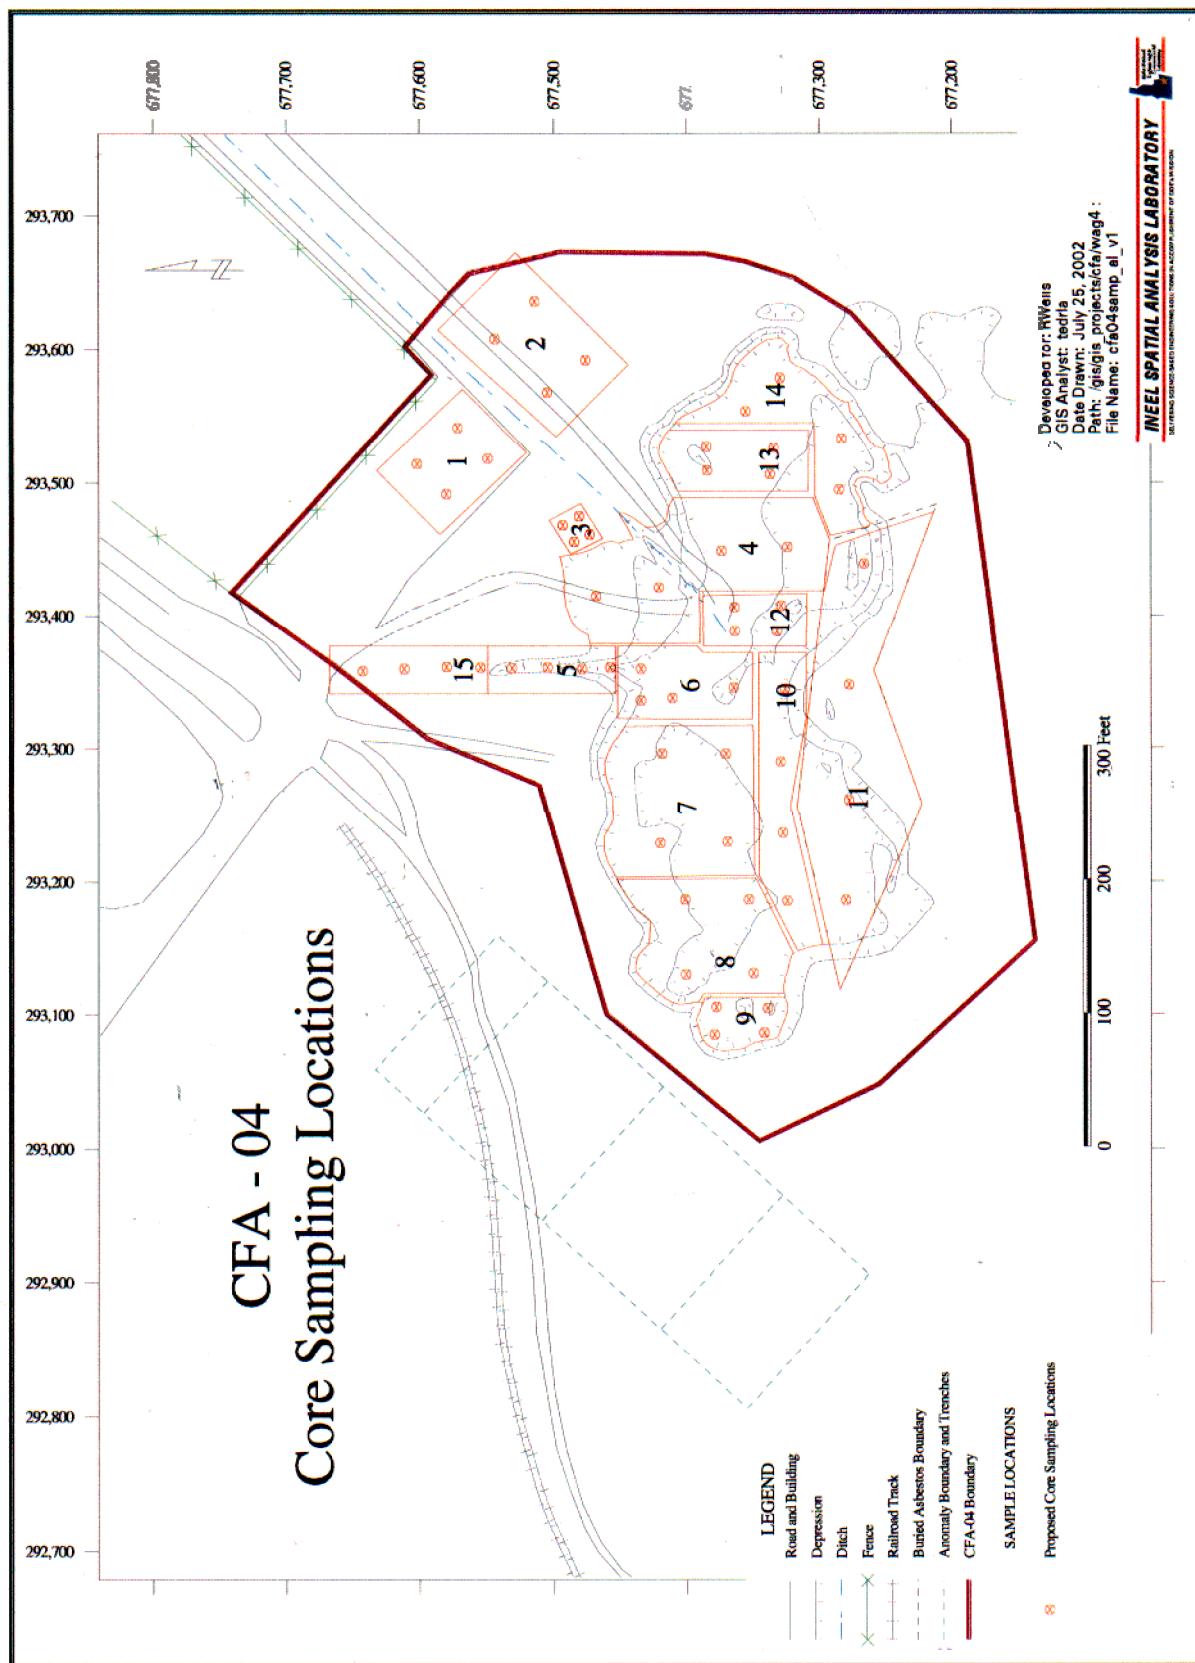 CFA - 04
Core Sampling Locations
677,800
677,700
677,600
677,500
677,
677,300
677,200
293,700
293,600
293,500
293,400
293,300
293,200
293,100
293,000
292,900
292,800
292,700
1
2
3
4
5
6
7
8
9
10
11
12
13
14
15
N
LEGEND
Road and Building
Depression
Ditch
Fence
Railroad Track
Buried Asbestos Boundary
Anomaly Boundary and Trenches
CFA-04 Boundary
SAMPLE LOCATIONS
Proposed Core Sampling Locations
0 100 200 300 Feet
Developed for: RWells
GIS Analyst: tedrla
Date Drawn: July 25, 2002
Path: /gis/gis_projects/cfa/wag4 :
File Name: cfa04samp_al_v1
INEEL SPATIAL ANALYSIS LABORATORY